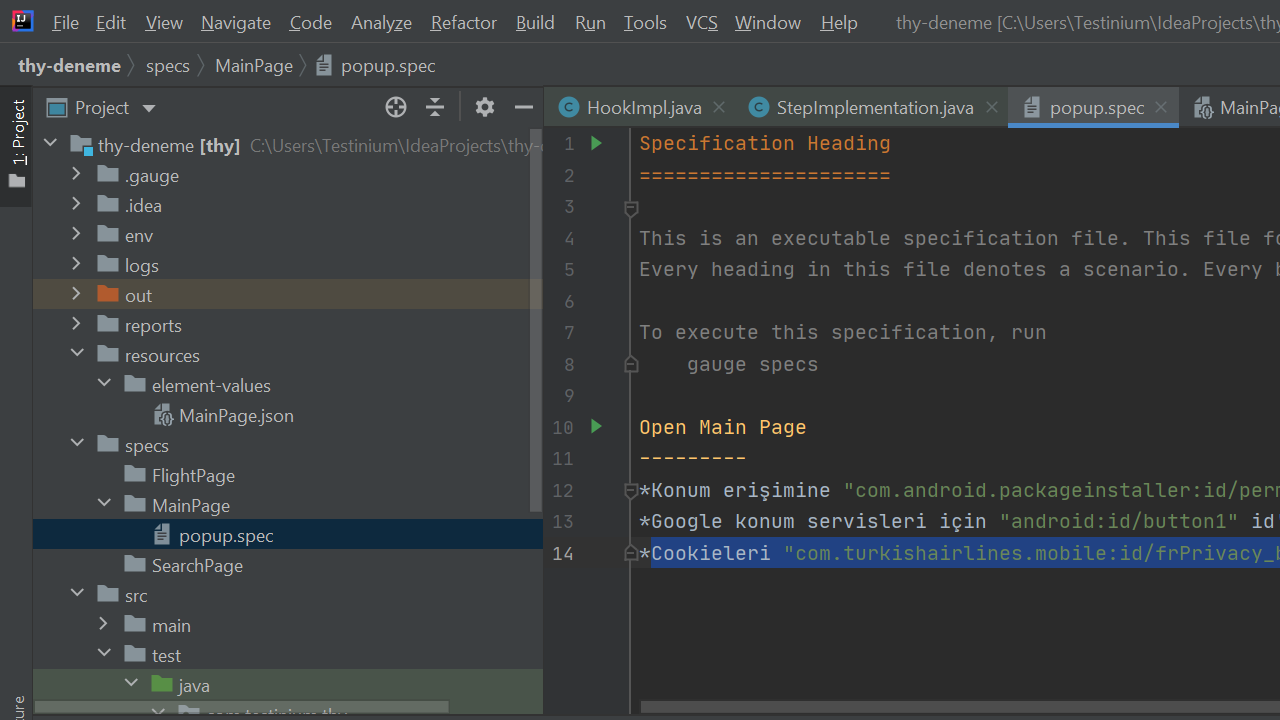 File Edit View Navigate Code Analyze Refactor Build Run Tools VCS Window Help thy-deneme [C:\Users\Testinium\IdeaProjects\thy
thy-deneme specs MainPage popup.spec
1: Project
Project
HookImpl.java StepImplementation.java popup.spec MainPa
thy-deneme [thy] C:\Users\Testinium\IdeaProjects\thy-
.gauge
.idea
env
logs
out
reports
resources
element-values
MainPage.json
specs
FlightPage
MainPage
popup.spec
SearchPage
src
main
test
java
1 Specification Heading
2 =====================
3
4 This is an executable specification file. This file fo
5 Every heading in this file denotes a scenario. Every b
6
7 To execute this specification, run
8 gauge specs
9
10 Open Main Page
11 ---------
12 *Konum erişimine "com.android.packageinstaller:id/perm
13 *Google konum servisleri için "android:id/button1" id
14 *Cookieleri "com.turkishairlines.mobile:id/frPrivacy_b